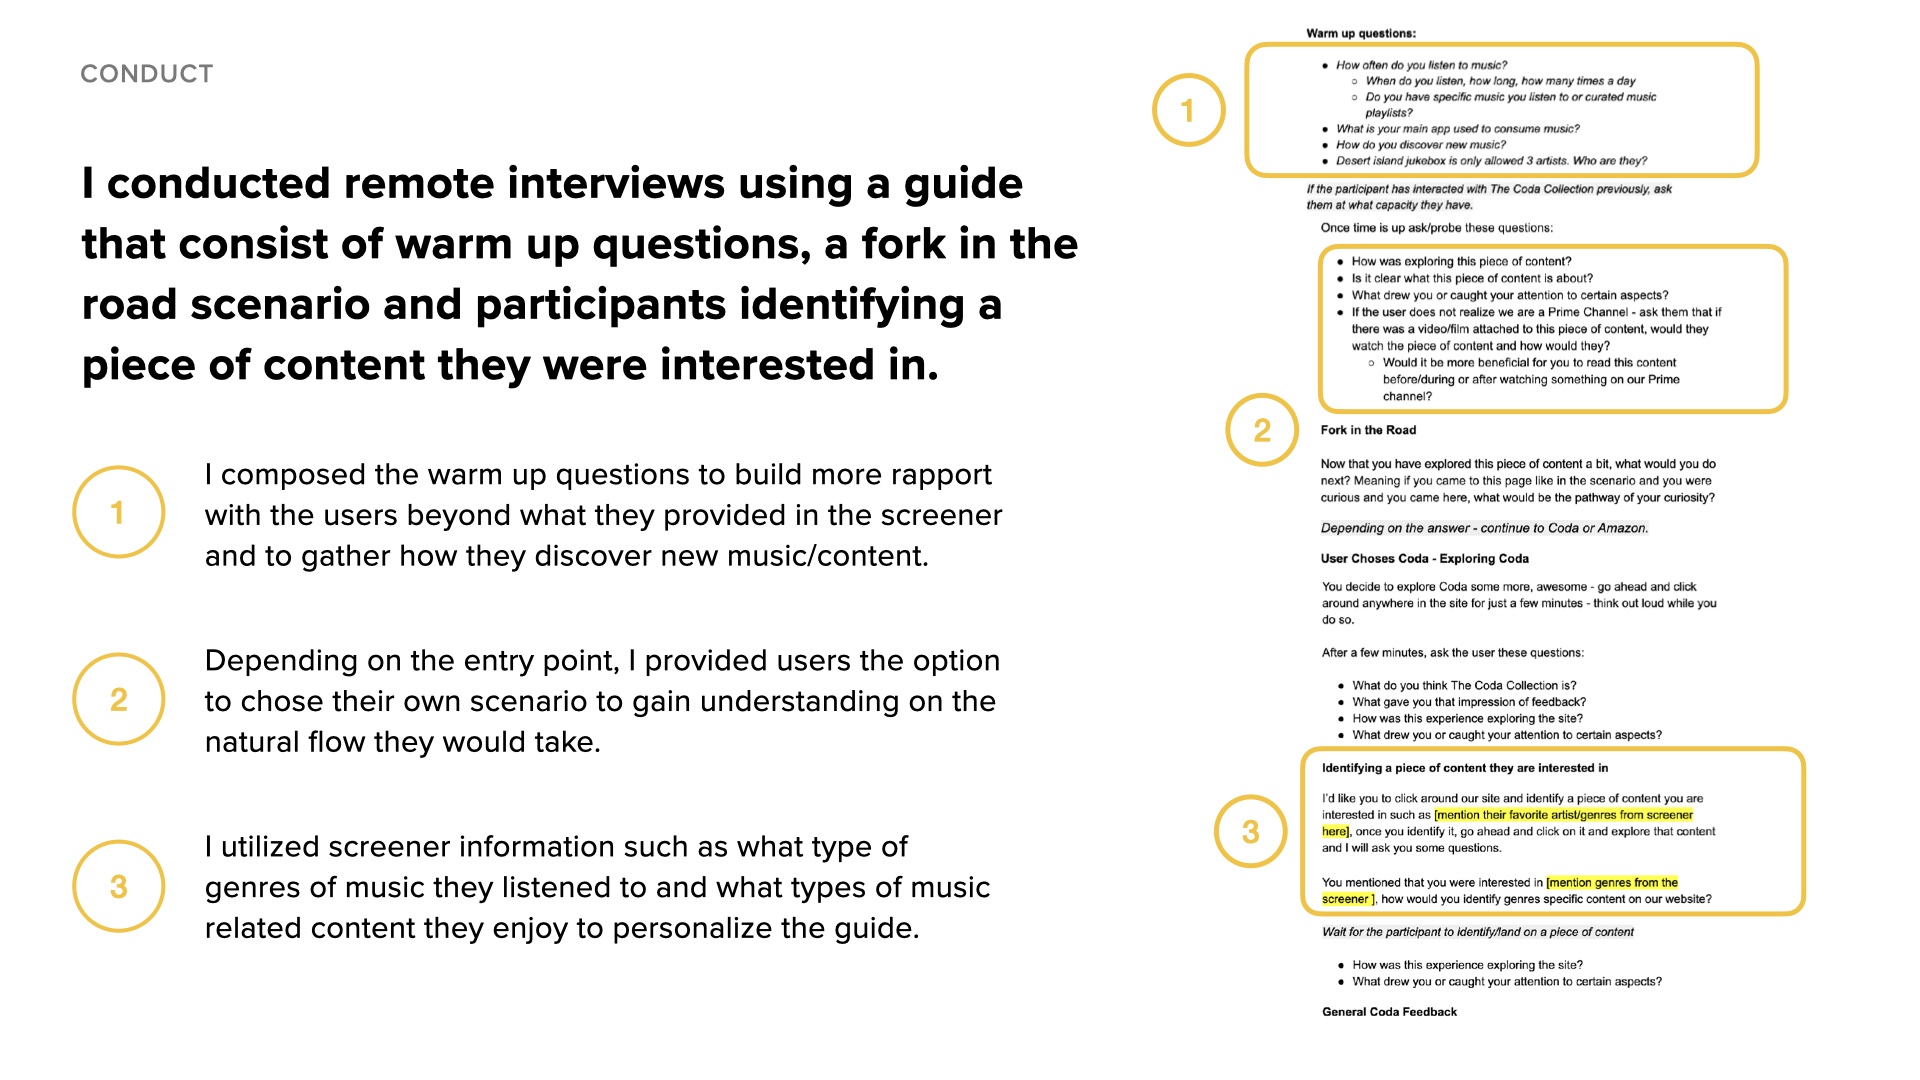 CONDUCT
I conducted remote interviews using a guide
that consist of warm up questions, a fork in the
road scenario and participants identifying a
piece of content they were interested in.
1
I composed the warm up questions to build more rapport
with the users beyond what they provided in the screener
and to gather how they discover new music/content.
2
Depending on the entry point, I provided users the option
to chose their own scenario to gain understanding on the
natural flow they would take.
3
I utilized screener information such as what type of
genres of music they listened to and what types of music
related content they enjoy to personalize the guide.
Warm up questions:
1
● How often do you listen to music?
○ When do you listen, how long, how many times a day
○ Do you have specific music you listen to or curated music
playlists?
● What is your main app used to consume music?
● How do you discover new music?
● Desert island jukebox is only allowed 3 artists. Who are they?
If the participant has interacted with The Coda Collection previously, ask
them at what capacity they have.
Once time is up ask/probe these questions:
● How was exploring this piece of content?
● Is it clear what this piece of content is about?
● What drew you or caught your attention to certain aspects?
● If the user does not realize we are a Prime Channel - ask them that if
there was a video/film attached to this piece of content, would they
watch the piece of content and how would they?
○ Would it be more beneficial for you to read this content
before/during or after watching something on our Prime
channel?
2
Fork in the Road
Now that you have explored this piece of content a bit, what would you do
next? Meaning if you came to this page like in the scenario and you were
curious and you came here, what would be the pathway of your curiosity?
Depending on the answer - continue to Coda or Amazon.
User Choses Coda - Exploring Coda
You decide to explore Coda some more, awesome - go ahead and click
around anywhere in the site for just a few minutes - think out loud while you
do so.
After a few minutes, ask the user these questions:
● What do you think The Coda Collection is?
● What gave you that impression of feedback?
● How was this experience exploring the site?
● What drew you or caught your attention to certain aspects?
3
Identifying a piece of content they are interested in
I'd like you to click around our site and identify a piece of content you are
interested in such as [mention their favorite artist/genres from screener
here], once you identify it, go ahead and click on it and explore that content
and I will ask you some questions.
You mentioned that you were interested in [mention genres from the
screener ], how would you identify genres specific content on our website?
Wait for the participant to identify/land on a piece of content
● How was this experience exploring the site?
● What drew you or caught your attention to certain aspects?
General Coda Feedback